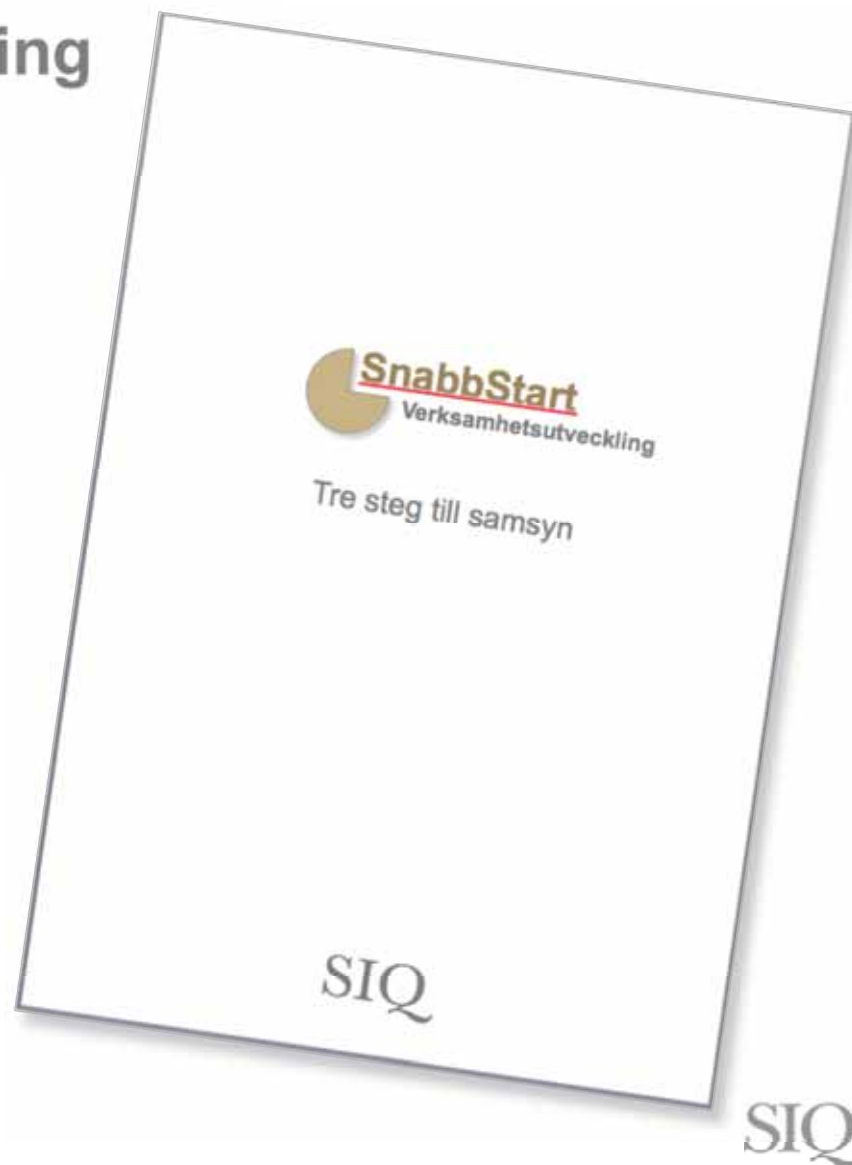 ing
SnabbStart
Verksamhetsutveckling
Tre steg till samsyn
SIQ
SIQ